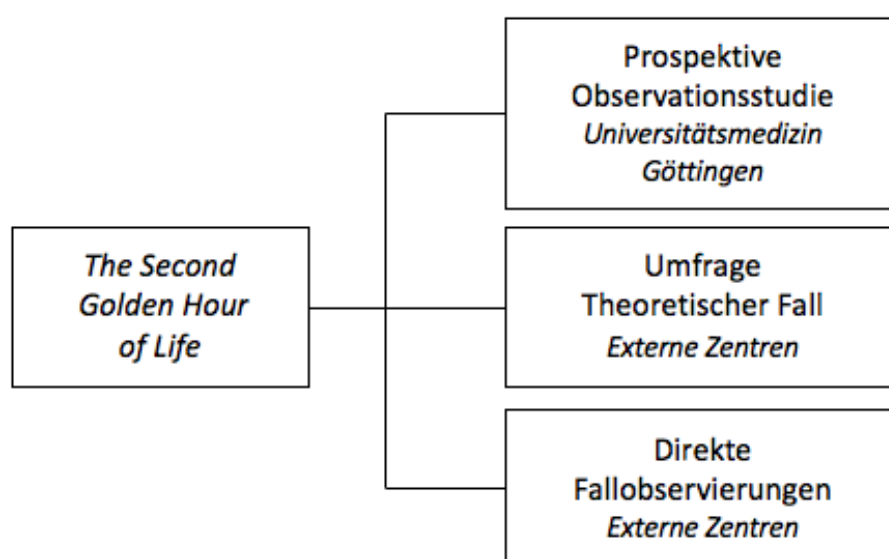 The Second
Golden Hour
of Life
Prospektive
Observationsstudie
Universitätsmedizin
Göttingen
Umfrage
Theoretischer Fall
Externe Zentren
Direkte
Fallobservierungen
Externe Zentren